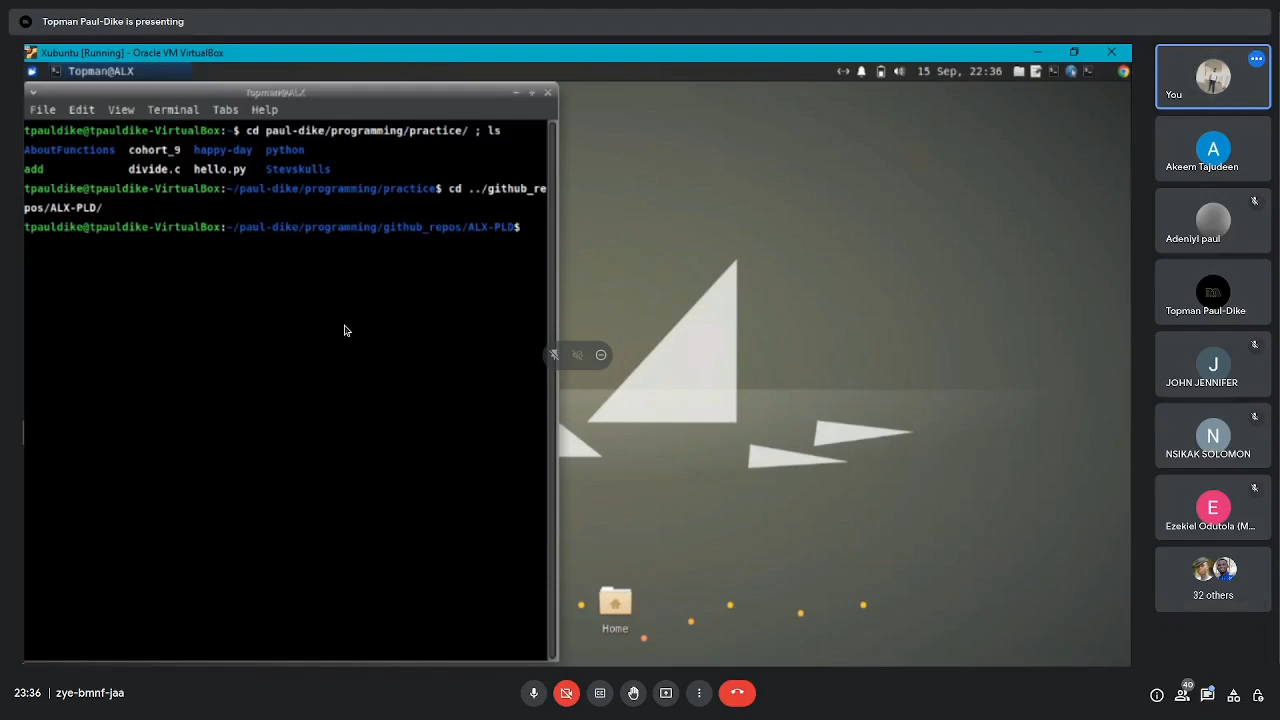 Topman Paul-Dike is presenting
Xubuntu [Running] - Oracle VM VirtualBox
Topman@ALX
15 Sep, 22:36
Topman@ALX
File Edit View Terminal Tabs Help
tpauldike@tpauldike-VirtualBox:~$ cd paul-dike/programming/practice/ ; ls
AboutFunctions cohort_9 happy-day python
add divide.c hello.py Stevskulls
tpauldike@tpauldike-VirtualBox:~/paul-dike/programming/practice$ cd ../github_re
pos/ALX-PLD/
tpauldike@tpauldike-VirtualBox:~/paul-dike/programming/github_repos/ALX-PLD$
Home
You
A
Akeem Tajudeen
Adeniyl paul
Topman Paul-Dike
J
JOHN JENNIFER
N
NSIKAK SOLOMON
E
Ezekiel Odutola (M...
32 others
23:36 | zye-bmnf-jaa
40